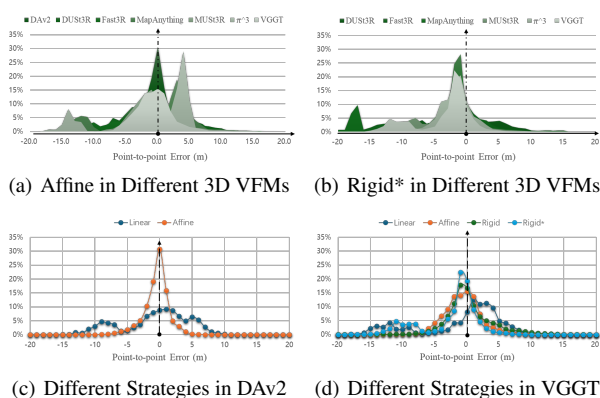 DAv2 DUSt3R Fast3R MapAnything MUSt3R π^3 VGGT
35%
30%
25%
20%
15%
10%
5%
0%
-20.0 -15.0 -10.0 -5.0 0.0 5.0 10.0 15.0 20.0
Point-to-point Error (m)
(a) Affine in Different 3D VFMs
DUSt3R Fast3R MapAnything MUSt3R π^3 VGGT
35%
30%
25%
20%
15%
10%
5%
0%
-20.0 -15 -10 -5 0 5 10 15 20
Point-to-point Error (m)
(b) Rigid* in Different 3D VFMs
Linear Affine
35%
30%
25%
20%
15%
10%
5%
0%
-20 -15 -10 -5 0 5 10 15 20
Point-to-point Error (m)
(c) Different Strategies in DAv2
Linear Affine Rigid Rigid*
35%
30%
25%
20%
15%
10%
5%
0%
-20 -15 -10 -5 0 5 10 15 20
Point-to-point Error (m)
(d) Different Strategies in VGGT